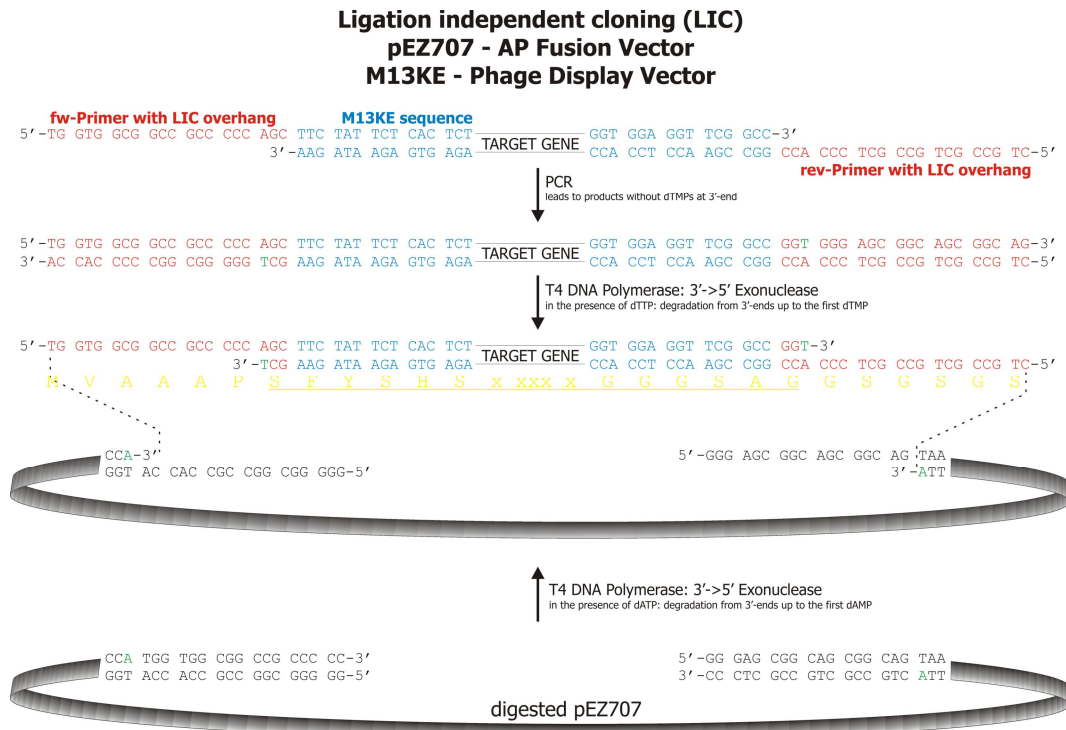 Ligation independent cloning (LIC)
pEZ707 - AP Fusion Vector
M13KE - Phage Display Vector
fw-Primer with LIC overhang
M13KE sequence
5′-TG GTG GCG GCC GCC CCC AGC TTC TAT TCT CAC TCT TARGET GENE GGT GGA GGT TCG GCC-3′
3′-AAG ATA AGA GTG AGA CCA CCT CCA AGC CGG CCA CCC TCG CCG TCG CCG TC-5′
rev-Primer with LIC overhang
PCR
leads to products without dTMPs at 3′-end
5′-TG GTG GCG GCC GCC CCC AGC TTC TAT TCT CAC TCT TARGET GENE GGT GGA GGT TCG GCC GGT GGG AGC GGC AGC GGC AG-3′
3′-AC CAC CCC CGG CGG GGG TCG AAG ATA AGA GTG AGA CCA CCT CCA AGC CGG CCA CCC TCG CCG TCG CCG TC-5′
T4 DNA Polymerase: 3′->5′ Exonuclease
in the presence of dTTP: degradation from 3′-ends up to the first dTMP
5′-TG GTG GCG GCC GCC CCC AGC TTC TAT TCT CAC TCT TARGET GENE GGT GGA GGT TCG GCC GGT-3′
3′-TCG AAG ATA AGA GTG AGA CCA CCT CCA AGC CGG CCA CCC TCG CCG TCG CCG TC-5′
M V A A A P S F Y S H S x xxx x G G G S A G G S G S G S
CCA-3′ 5′-GGG AGC GGC AGC GGC AG TAA
GGT AC CAC CGC CGG CGG GGG-5′ 3′-ATT
T4 DNA Polymerase: 3′->5′ Exonuclease
in the presence of dATP: degradation from 3′-ends up to the first dAMP
CCA TGG TGG CGG CCG CCC CC-3′ 5′-GG GAG CGG CAG CGG CAG TAA
GGT ACC ACC GCC GGC GGG GG-5′ 3′-CC CTC GCC GTC GCC GTC ATT
digested pEZ707